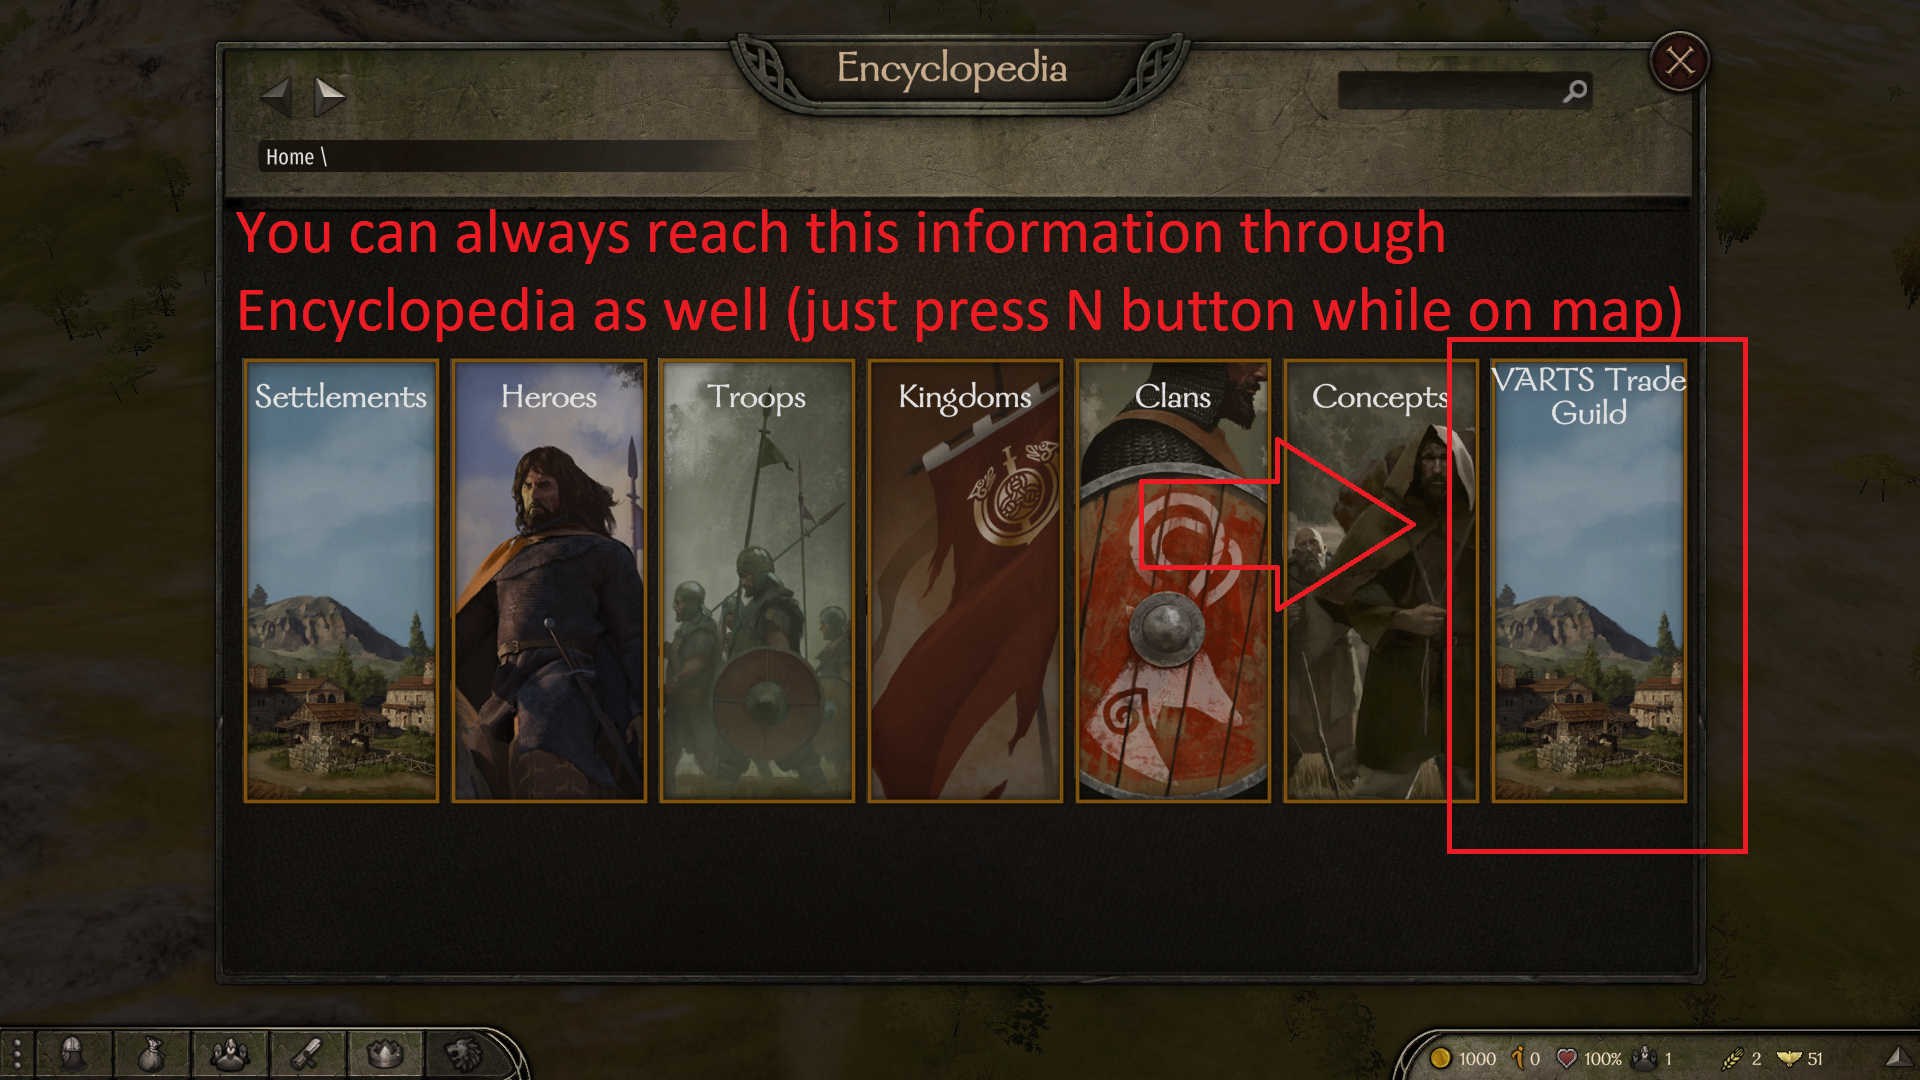 Encyclopedia
Home \
You can always reach this information through
Encyclopedia as well (just press N button while on map)
Settlements
Heroes
Troops
Kingdoms
Clans
Concepts
VARTS Trade
Guild
1000 0 100% 1 2 51